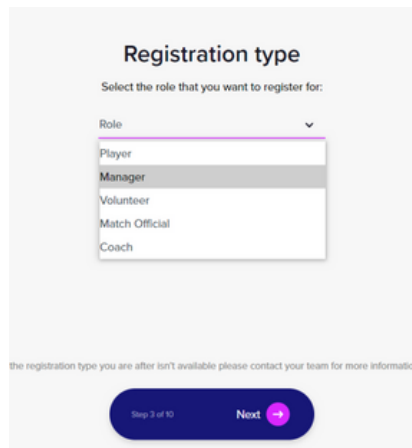 Registration type
Select the role that you want to register for:
Role
Player
Manager
Volunteer
Match Official
Coach
the registration type you are after isn't available please contact your team for more informatio
Step 3 of 10
Next